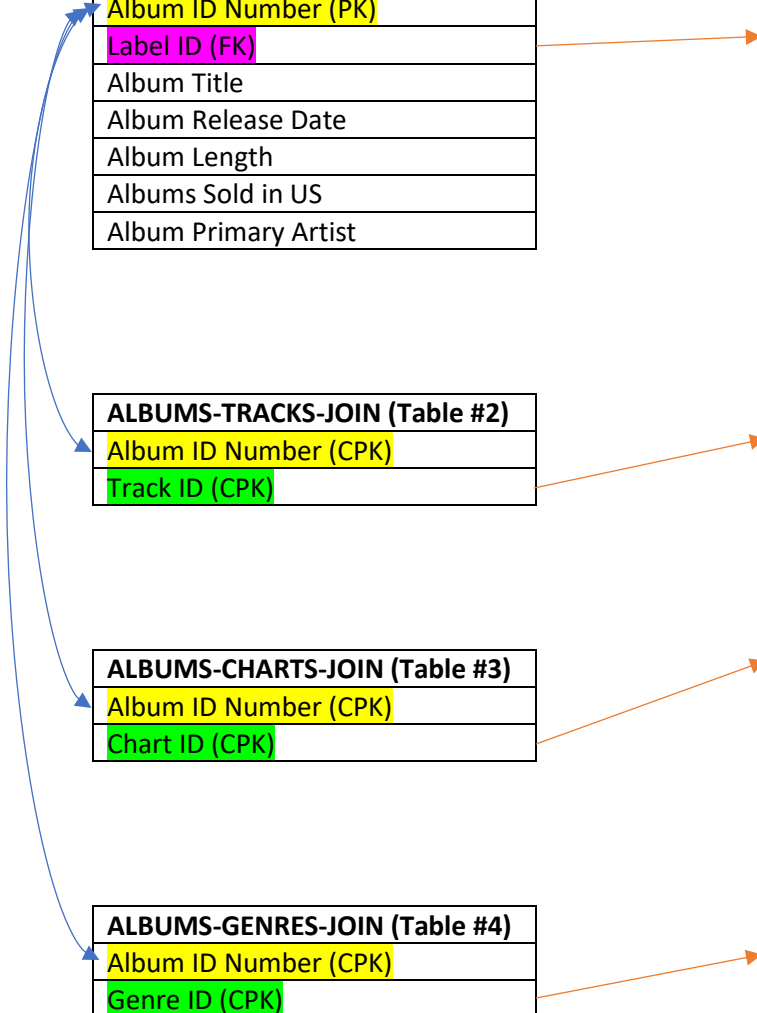 Album ID Number (PK)
Label ID (FK)
Album Title
Album Release Date
Album Length
Albums Sold in US
Album Primary Artist
ALBUMS-TRACKS-JOIN (Table #2)
Album ID Number (CPK)
Track ID (CPK)
ALBUMS-CHARTS-JOIN (Table #3)
Album ID Number (CPK)
Chart ID (CPK)
ALBUMS-GENRES-JOIN (Table #4)
Album ID Number (CPK)
Genre ID (CPK)